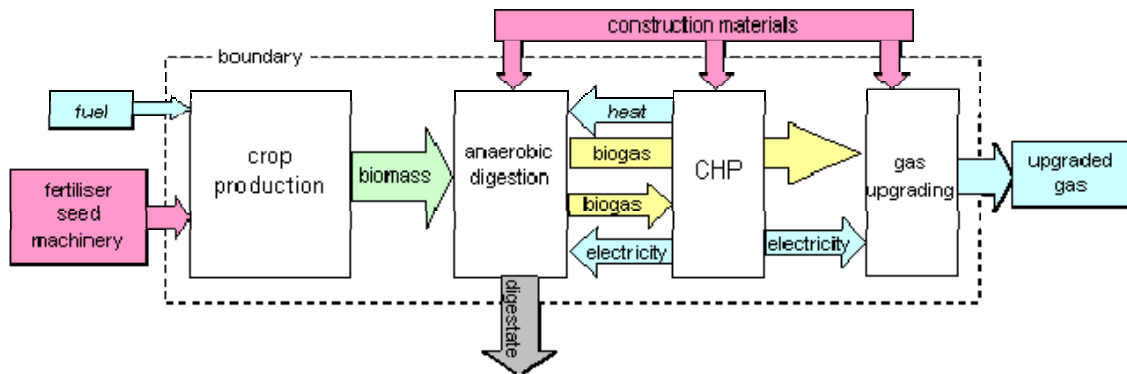 construction materials
boundary
fuel
fertiliser
seed
machinery
crop
production
biomass
anaerobic
digestion
heat
biogas
biogas
electricity
digestate
CHP
electricity
gas
upgrading
upgraded
gas